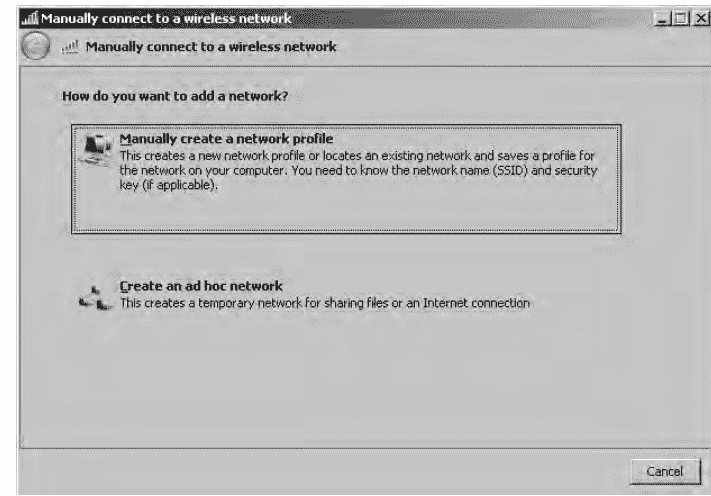 Manually connect to a wireless network
Manually connect to a wireless network
How do you want to add a network?
Manually create a network profile
This creates a new network profile or locates an existing network and saves a profile for
the network on your computer. You need to know the network name (SSID) and security
key (if applicable).
Create an ad hoc network
This creates a temporary network for sharing files or an Internet connection
Cancel